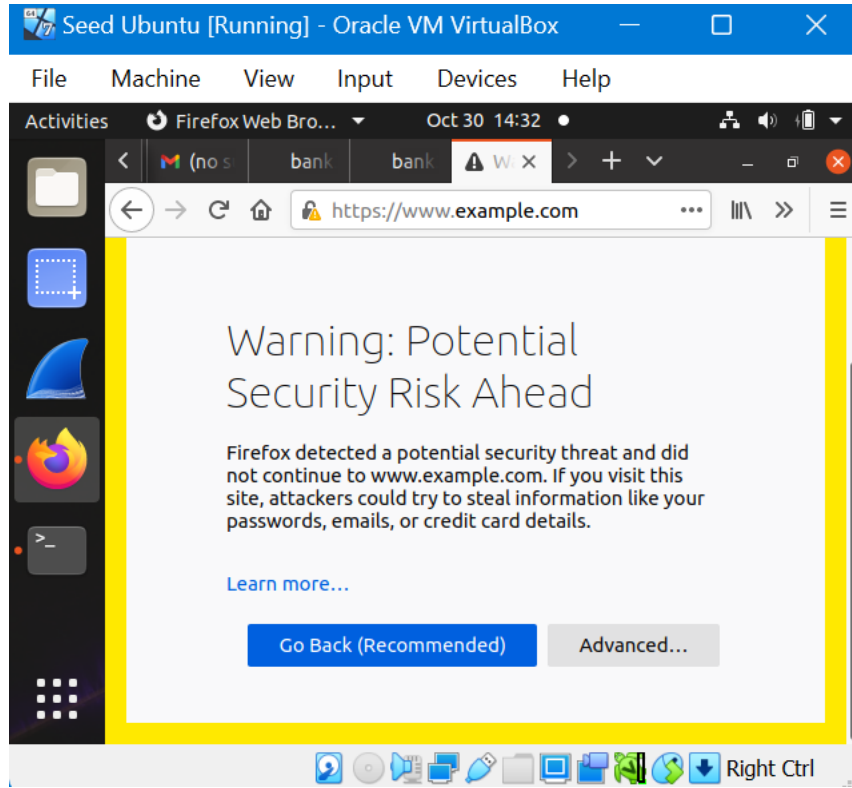 Seed Ubuntu [Running] - Oracle VM VirtualBox
File Machine View Input Devices Help
Activities Firefox Web Bro... Oct 30 14:32
(no s bank bank W
https://www.example.com
Warning: Potential
Security Risk Ahead
Firefox detected a potential security threat and did
not continue to www.example.com. If you visit this
site, attackers could try to steal information like your
passwords, emails, or credit card details.
Learn more…
Go Back (Recommended) Advanced…
Right Ctrl